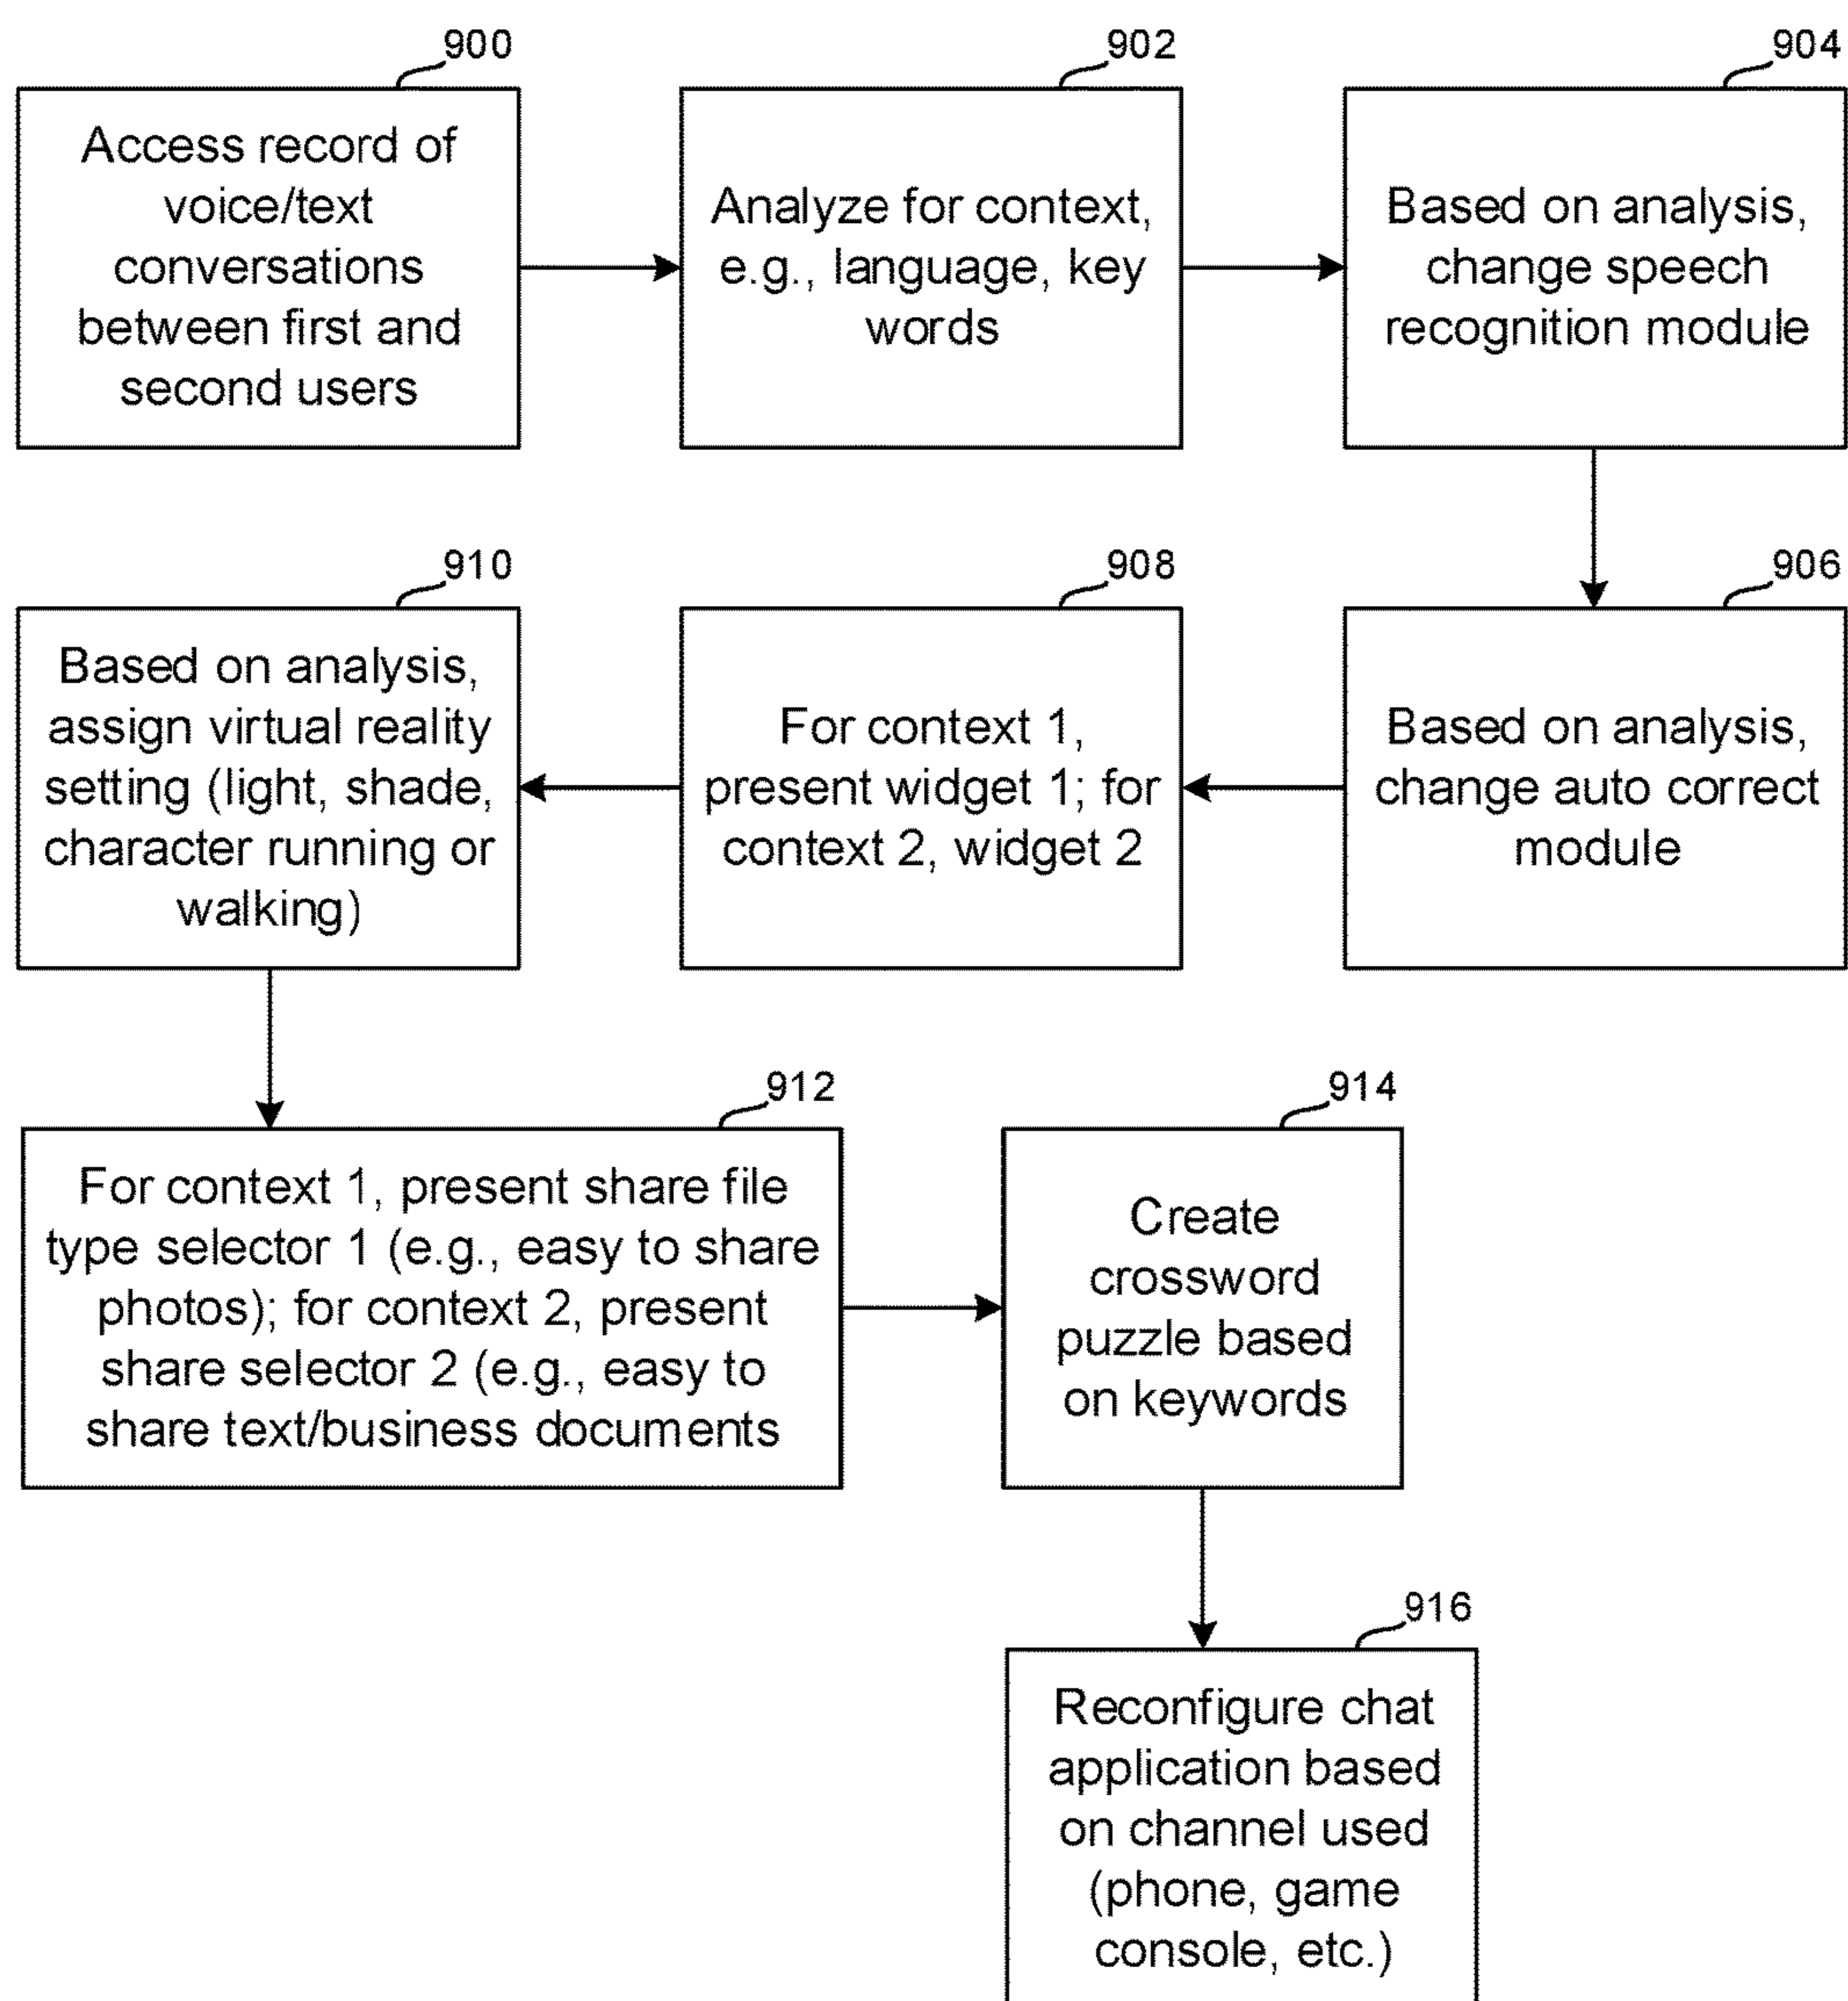 900
Access record of
voice/text
conversations
between first and
second users
902
Analyze for context,
e.g., language, key
words
904
Based on analysis,
change speech
recognition module
906
Based on analysis,
change auto correct
module
908
For context 1,
present widget 1; for
context 2, widget 2
910
Based on analysis,
assign virtual reality
setting (light, shade,
character running or
walking)
912
For context 1, present share file
type selector 1 (e.g., easy to share
photos); for context 2, present
share selector 2 (e.g., easy to
share text/business documents
914
Create
crossword
puzzle based
on keywords
916
Reconfigure chat
application based
on channel used
(phone, game
console, etc.)